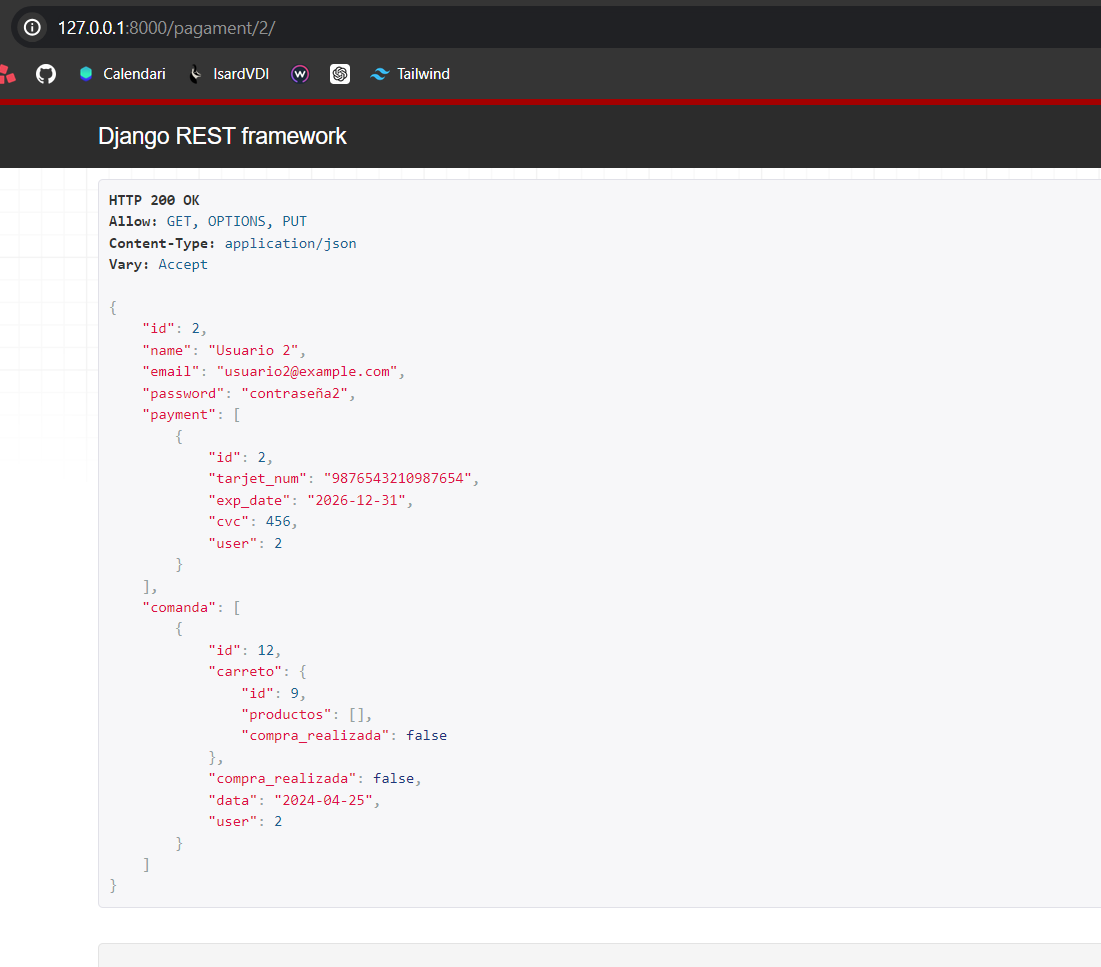 127.0.0.1:8000/pagament/2/
Calendari IsardVDI W Tailwind
Django REST framework
HTTP 200 OK
Allow: GET, OPTIONS, PUT
Content-Type: application/json
Vary: Accept
{
    "id": 2,
    "name": "Usuario 2",
    "email": "usuario2@example.com",
    "password": "contraseña2",
    "payment": [
        {
            "id": 2,
            "tarjet_num": "9876543210987654",
            "exp_date": "2026-12-31",
            "cvc": 456,
            "user": 2
        }
    ],
    "comanda": [
        {
            "id": 12,
            "carreto": {
                "id": 9,
                "productos": [],
                "compra_realizada": false
            },
            "compra_realizada": false,
            "data": "2024-04-25",
            "user": 2
        }
    ]
}